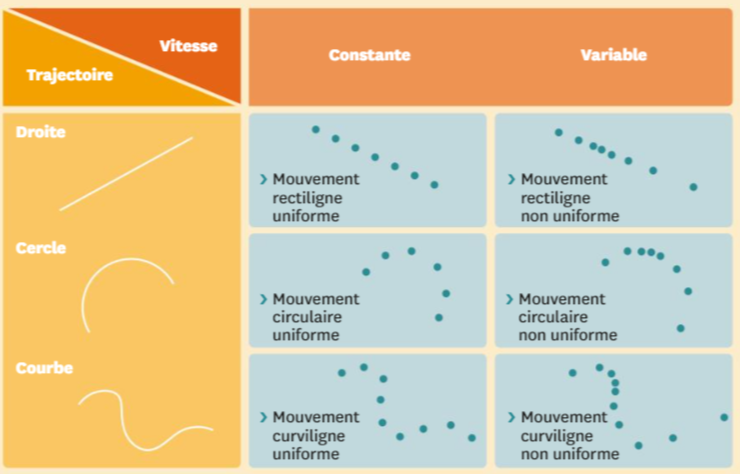 Vitesse
Trajectoire
Constante
Variable
Droite
› Mouvement
rectiligne
uniforme
› Mouvement
rectiligne
non uniforme
Cercle
› Mouvement
circulaire
uniforme
› Mouvement
circulaire
non uniforme
Courbe
› Mouvement
curviligne
uniforme
› Mouvement
curviligne
non uniforme